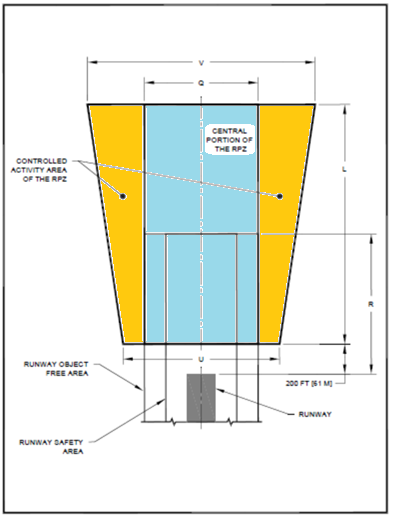 V
Q
CENTRAL
PORTION OF
THE RPZ
CONTROLLED
ACTIVITY AREA
OF THE RPZ
L
R
U
RUNWAY OBJECT
FREE AREA
200 FT [61 M]
RUNWAY
RUNWAY SAFETY
AREA